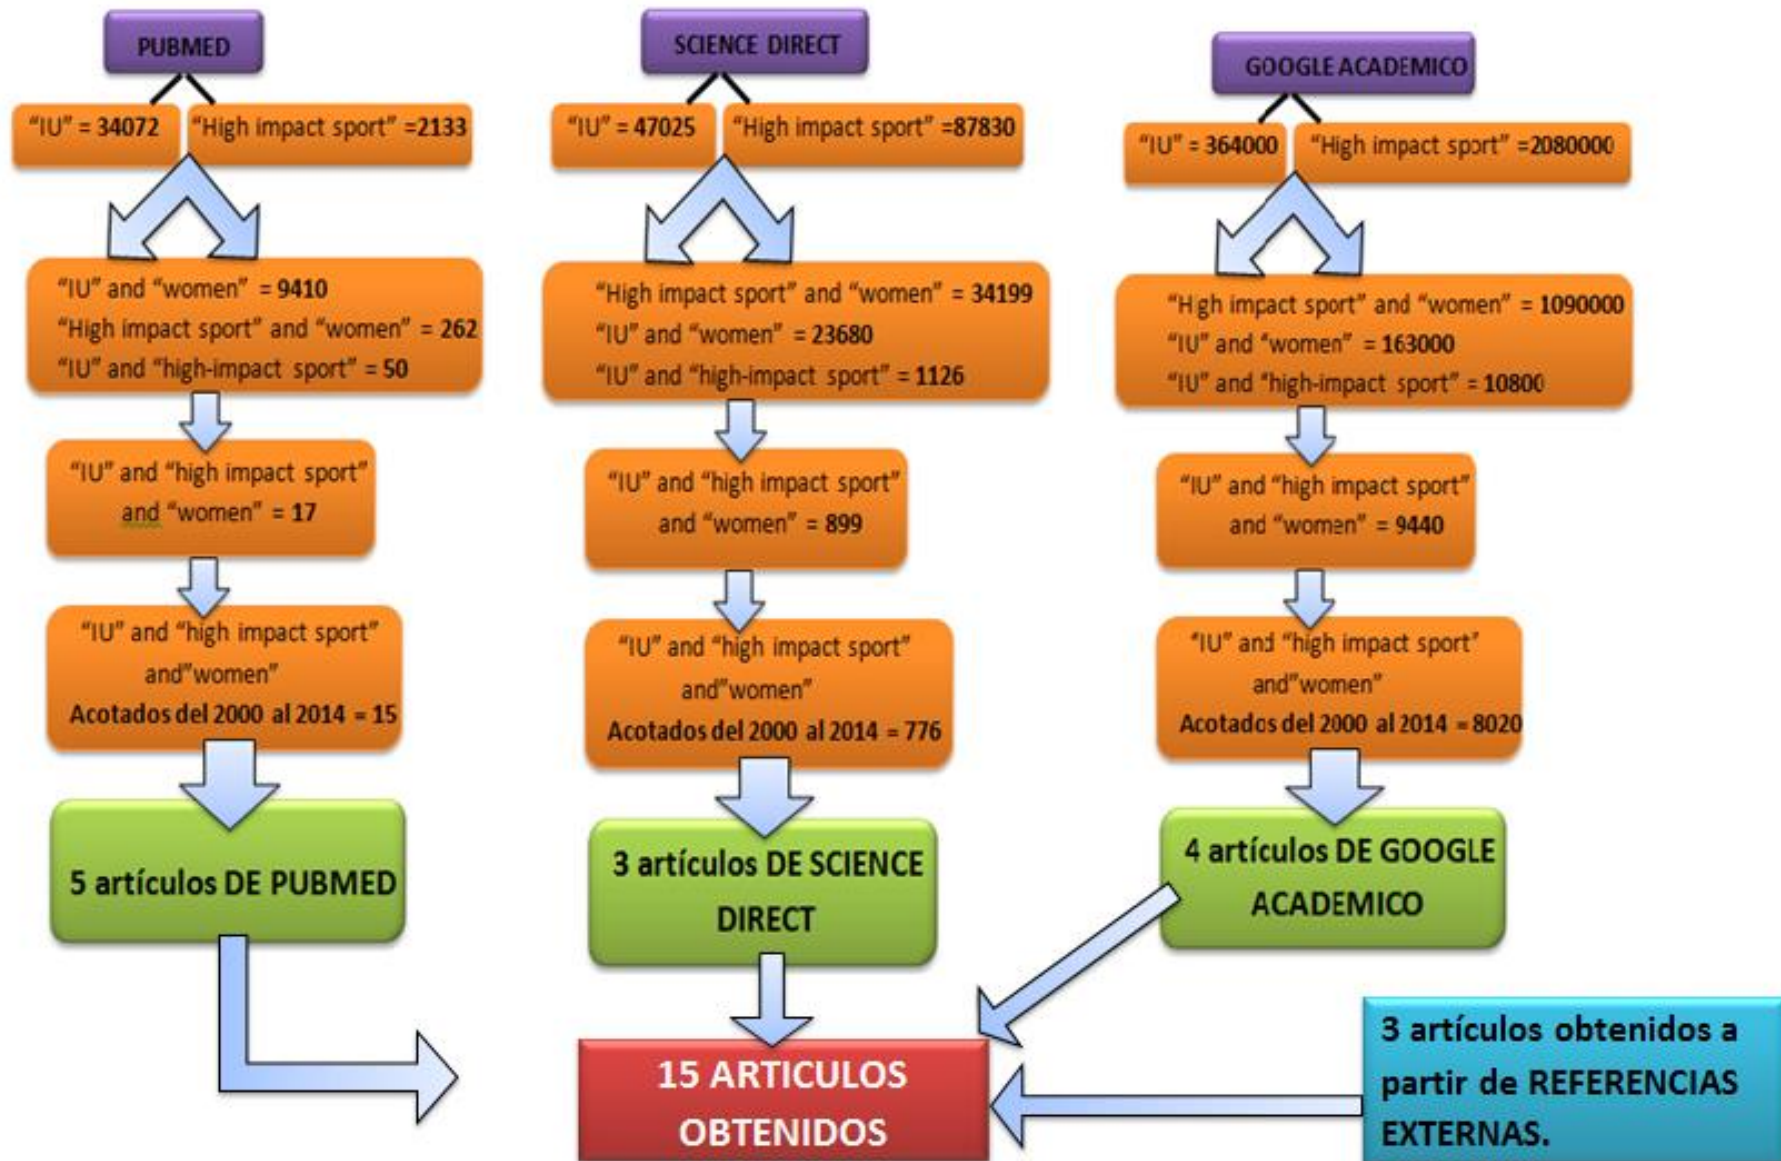 PUBMED
“IU” = 34072
“High impact sport” =2133
“IU” and “women” = 9410
“High impact sport” and “women” = 262
“IU” and “high-impact sport” = 50
“IU” and “high impact sport”
and “women” = 17
“IU” and “high impact sport”
and”women”
Acotados del 2000 al 2014 = 15
5 artículos DE PUBMED
SCIENCE DIRECT
“IU” = 47025
“High impact sport” =87830
“High impact sport” and “women” = 34199
“IU” and “women” = 23680
“IU” and “high-impact sport” = 1126
“IU” and “high impact sport”
and “women” = 899
“IU” and “high impact sport”
and”women”
Acotados del 2000 al 2014 = 776
3 artículos DE SCIENCE
DIRECT
GOOGLE ACADEMICO
“IU” = 364000
“High impact sport” =2080000
“High impact sport” and “women” = 1090000
“IU” and “women” = 163000
“IU” and “high-impact sport” = 10800
“IU” and “high impact sport”
and “women” = 9440
“IU” and “high impact sport”
and”women”
Acotados del 2000 al 2014 = 8020
4 artículos DE GOOGLE
ACADEMICO
15 ARTICULOS
OBTENIDOS
3 artículos obtenidos a
partir de REFERENCIAS
EXTERNAS.